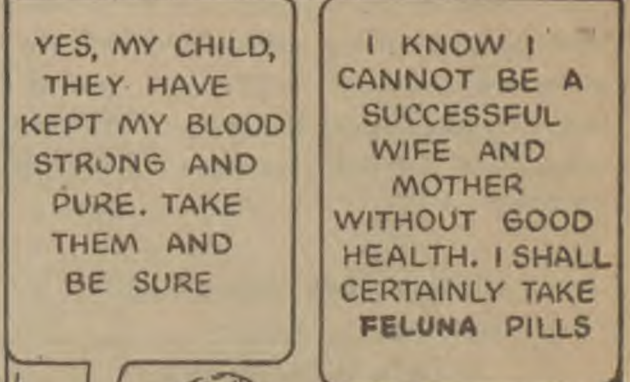 YES, MY CHILD,
THEY HAVE
KEPT MY BLOOD
STRONG AND
PURE. TAKE
THEM AND
BE SURE
I KNOW I
CANNOT BE A
SUCCESSFUL
WIFE AND
MOTHER
WITHOUT GOOD
HEALTH. I SHALL
CERTAINLY TAKE
FELUNA PILLS